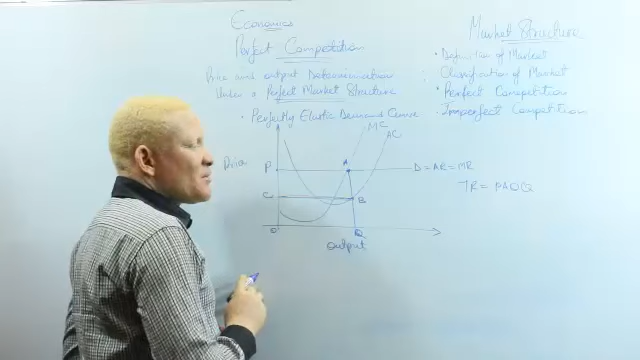 Economics
Perfect Competition
Price and output Determination
Under a Perfect Market Structure
• Perfectly Elastic Demand Curve
Market Structure
• Definition of Market
• Classification of Market
• Perfect Competition
• Imperfect Competition
MC
AC
Price
P
A
D = AR = MR
TR = PAQO
C
B
O
Q
output